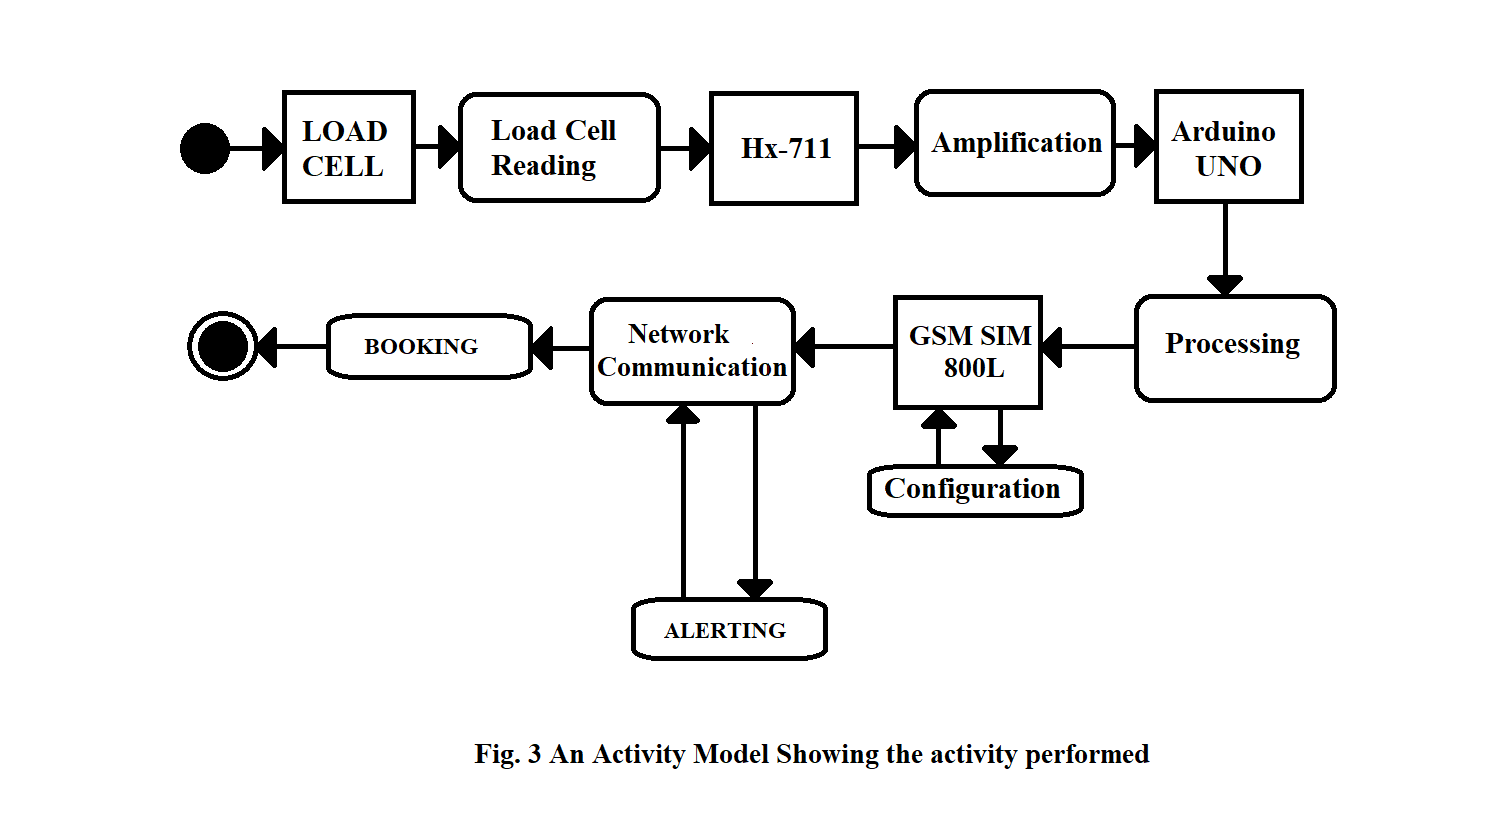 LOAD
CELL
Load Cell
Reading
Hx-711
Amplification
Arduino
UNO
Processing
GSM SIM
800L
Network
Communication
BOOKING
Configuration
ALERTING
Fig. 3 An Activity Model Showing the activity performed